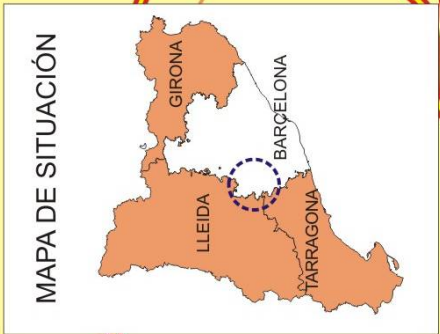 MAPA DE SITUACIÓN
GIRONA
BARCELONA
LLEIDA
TARRAGONA